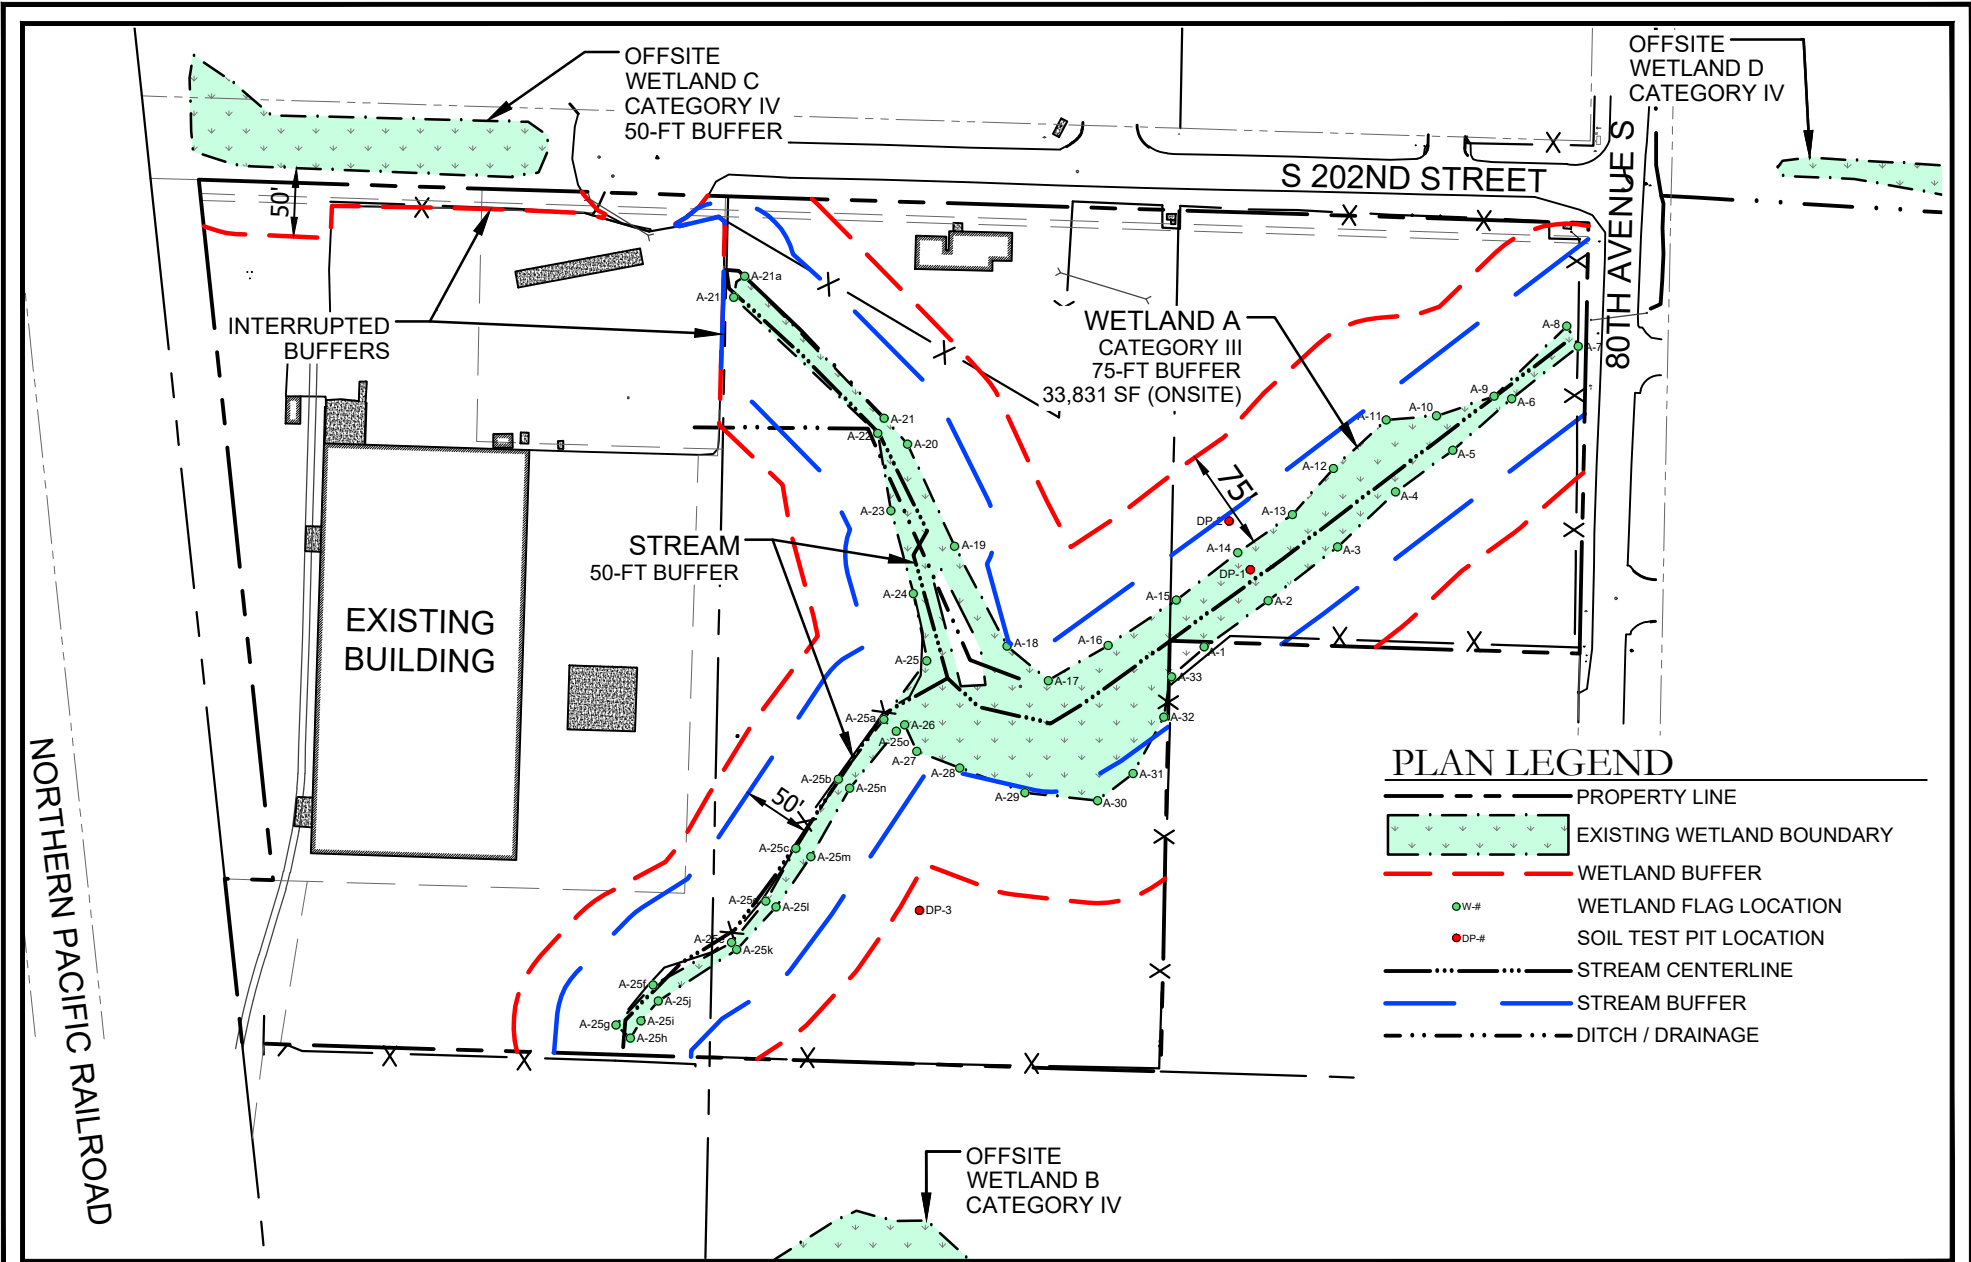 OFFSITE
WETLAND C
CATEGORY IV
50-FT BUFFER
OFFSITE
WETLAND D
CATEGORY IV
S 202ND STREET
80TH AVENUE S
50'
INTERRUPTED
BUFFERS
WETLAND A
CATEGORY III
75-FT BUFFER
33,831 SF (ONSITE)
75'
STREAM
50-FT BUFFER
50'
EXISTING
BUILDING
NORTHERN PACIFIC RAILROAD
OFFSITE
WETLAND B
CATEGORY IV
A-21a
A-21
A-21
A-22
A-20
A-23
A-19
A-24
A-18
A-25
A-17
A-16
A-15
A-14
A-13
A-12
A-11
A-10
A-9
A-8
A-7
A-6
A-5
A-4
A-3
A-2
A-1
A-33
A-32
A-31
A-30
A-29
A-28
A-27
A-26
A-25a
A-25o
A-25b
A-25n
A-25c
A-25m
A-25l
A-25k
A-25f
A-25j
A-25g
A-25i
A-25h
DP-1
DP-2
DP-3
PLAN LEGEND
PROPERTY LINE
EXISTING WETLAND BOUNDARY
WETLAND BUFFER
W-# WETLAND FLAG LOCATION
DP-# SOIL TEST PIT LOCATION
STREAM CENTERLINE
STREAM BUFFER
DITCH / DRAINAGE